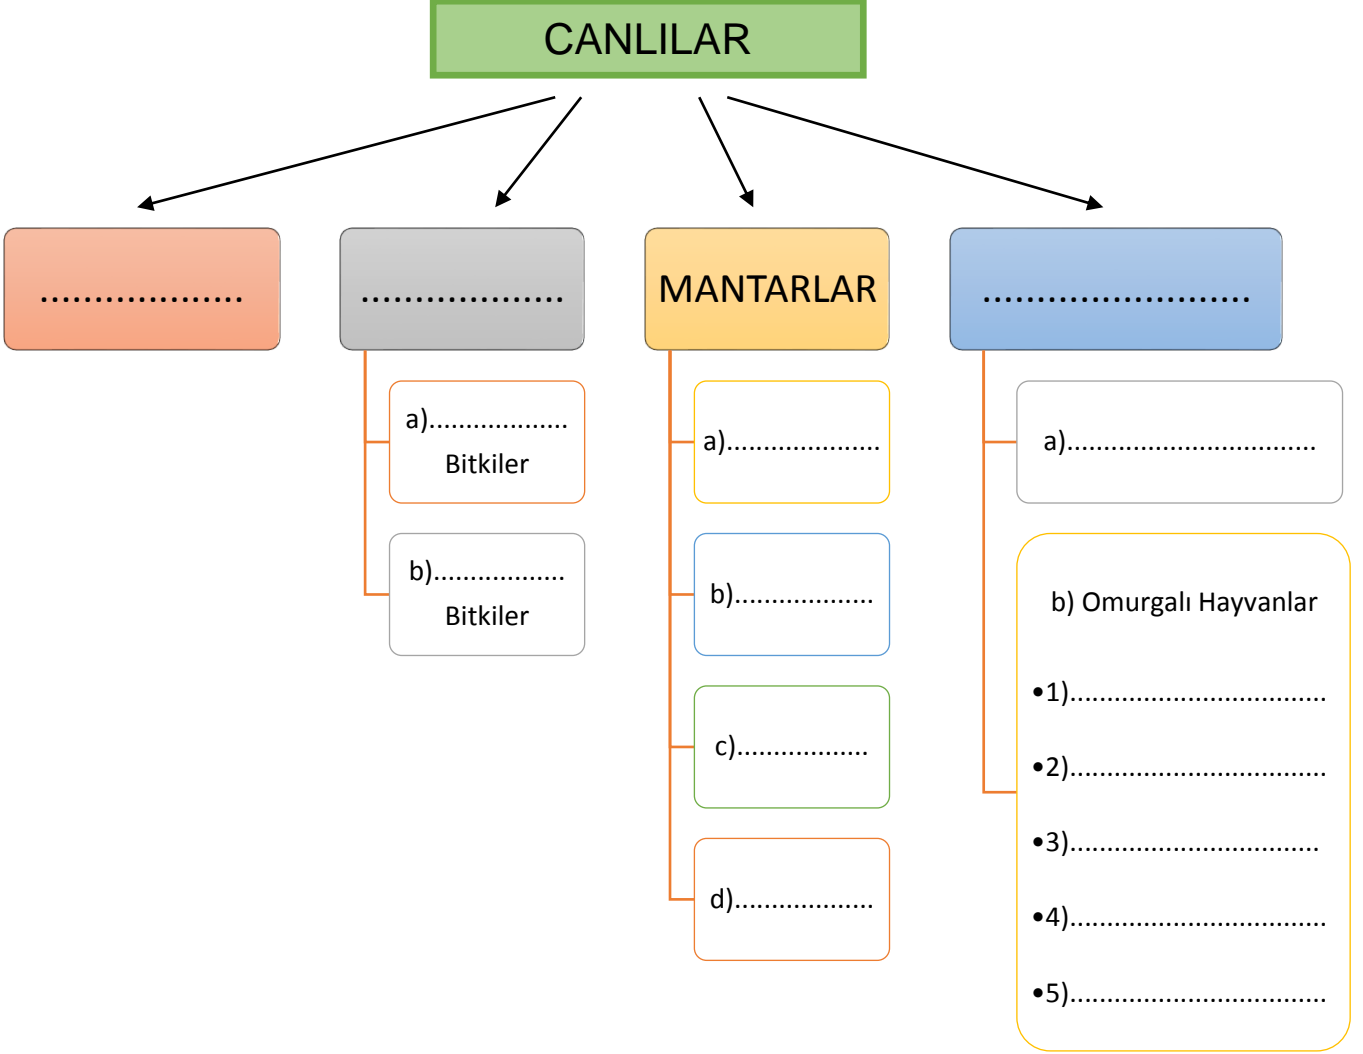 CANLILAR
...................
...................
MANTARLAR
.........................
a)...................
Bitkiler
b)..................
Bitkiler
a).....................
b)...................
c)..................
d)...................
a)..................................
b) Omurgalı Hayvanlar
•1)...................................
•2)...................................
•3)..................................
•4)...................................
•5)...................................